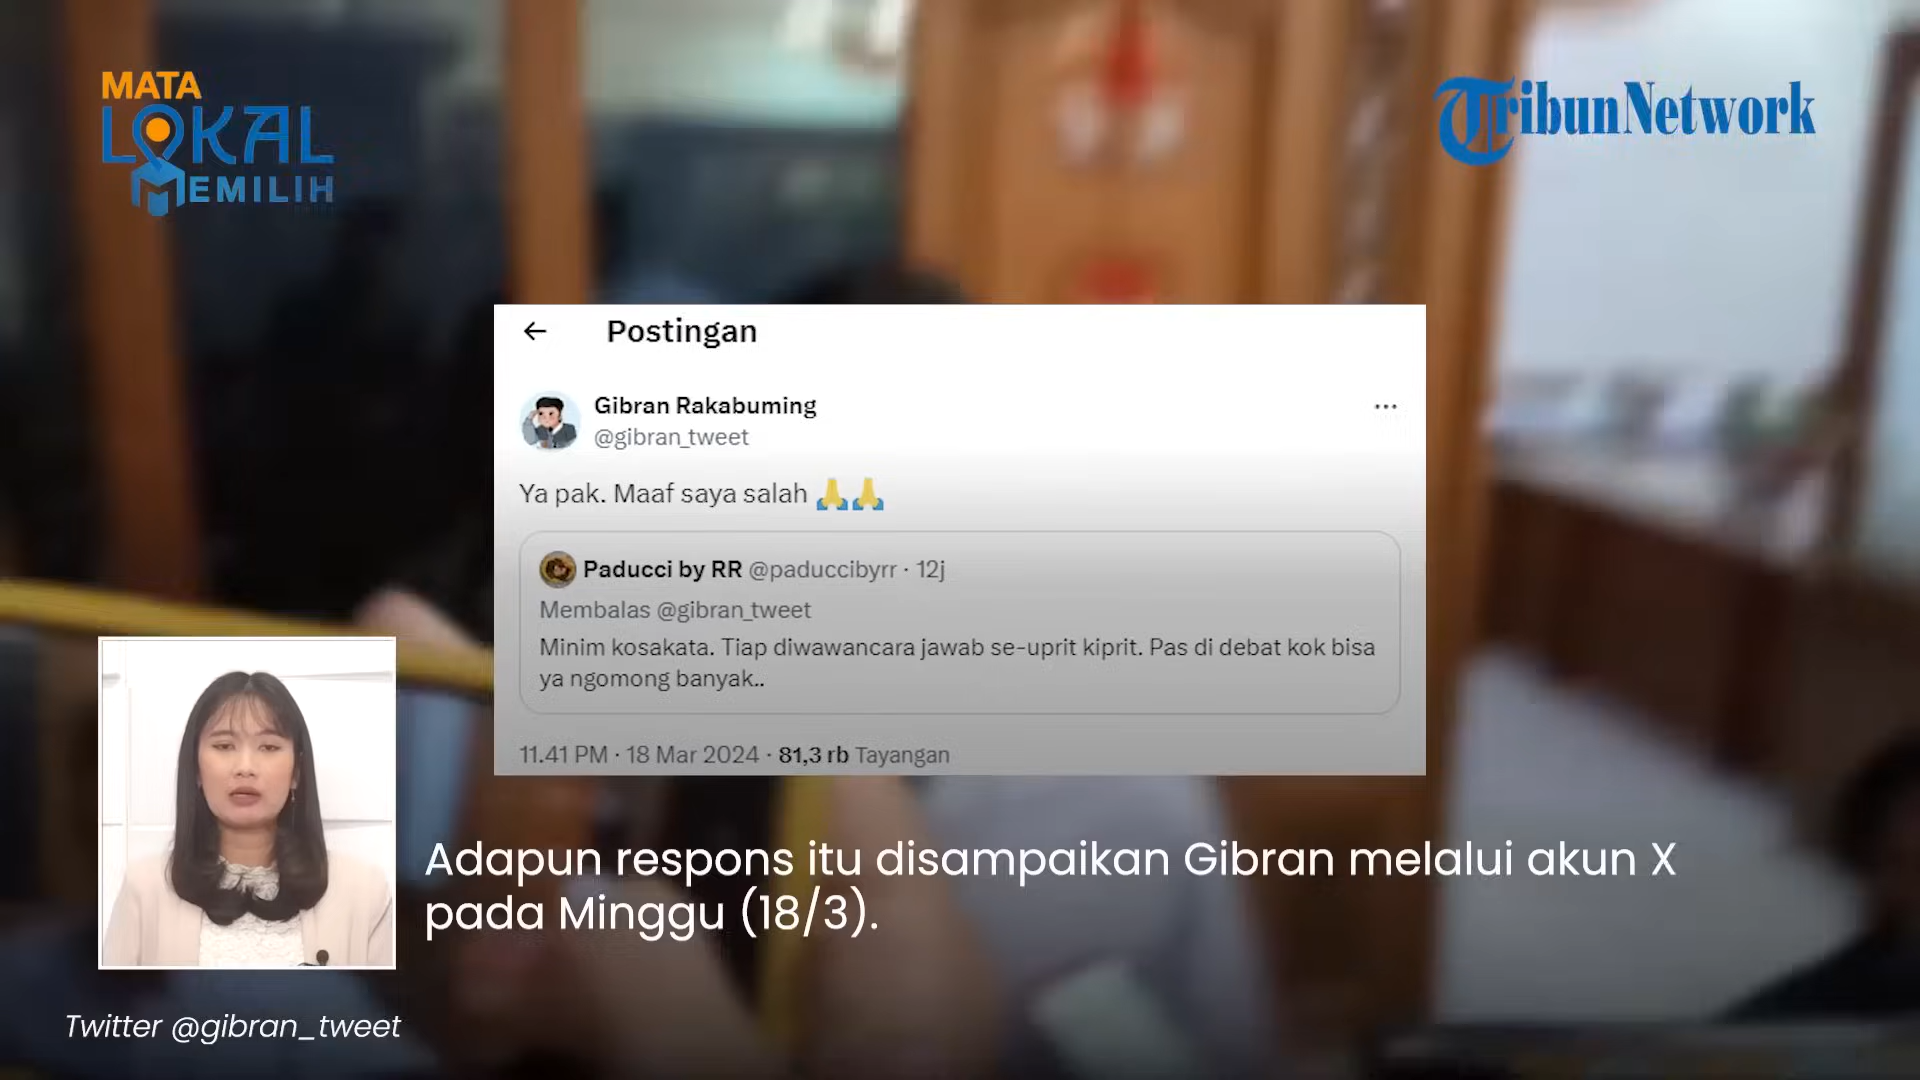 MATA
LOKAL
MEMILIH
TribunNetwork
Postingan
Gibran Rakabuming
@gibran_tweet
Ya pak. Maaf saya salah 🙏🙏
Paducci by RR @paduccibyrr · 12j
Membalas @gibran_tweet
Minim kosakata. Tiap diwawancara jawab se-uprit kiprit. Pas di debat kok bisa
ya ngomong banyak..
11.41 PM · 18 Mar 2024 · 81,3 rb Tayangan
Adapun respons itu disampaikan Gibran melalui akun X
pada Minggu (18/3).
Twitter @gibran_tweet